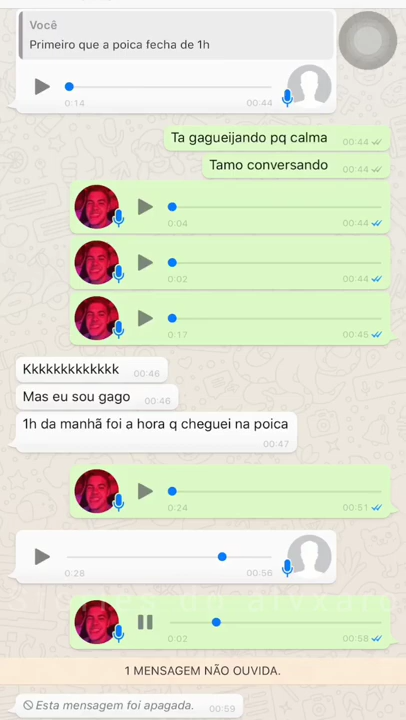 Você
Primeiro que a poica fecha de 1h
0:14 00:44
Ta gagueijando pq calma 00:44
Tamo conversando 00:44
0:04 00:44
0:02 00:44
0:17 00:45
Kkkkkkkkkkkkk 00:46
Mas eu sou gago 00:46
1h da manhã foi a hora q cheguei na poica
00:47
0:24 00:51
0:28 00:56
0:02 00:58
1 MENSAGEM NÃO OUVIDA.
Esta mensagem foi apagada. 00:59